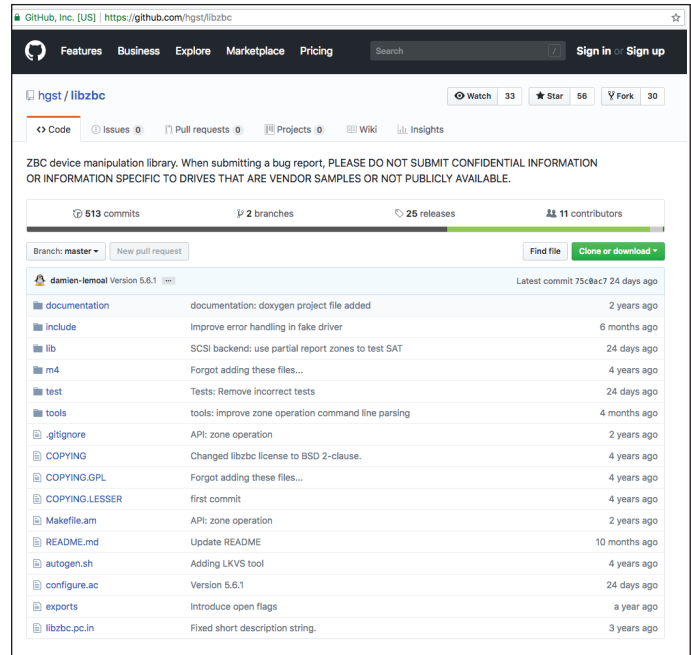 GitHub, Inc. [US] | https://github.com/hgst/libzbc
Features Business Explore Marketplace Pricing Search / Sign in or Sign up
hgst / libzbc Watch 33 Star 56 Fork 30
<> Code Issues 0 Pull requests 0 Projects 0 Wiki Insights
ZBC device manipulation library. When submitting a bug report, PLEASE DO NOT SUBMIT CONFIDENTIAL INFORMATION
OR INFORMATION SPECIFIC TO DRIVES THAT ARE VENDOR SAMPLES OR NOT PUBLICLY AVAILABLE.
513 commits 2 branches 25 releases 11 contributors
Branch: master New pull request Find file Clone or download
damien-lemoal Version 5.6.1 ... Latest commit 75c0ac7 24 days ago
documentation documentation: doxygen project file added 2 years ago
include Improve error handling in fake driver 6 months ago
lib SCSI backend: use partial report zones to test SAT 24 days ago
m4 Forgot adding these files... 4 years ago
test Tests: Remove incorrect tests 24 days ago
tools tools: improve zone operation command line parsing 4 months ago
.gitignore API: zone operation 2 years ago
COPYING Changed libzbc license to BSD 2-clause. 4 years ago
COPYING.GPL Forgot adding these files... 4 years ago
COPYING.LESSER first commit 4 years ago
Makefile.am API: zone operation 2 years ago
README.md Update README 10 months ago
autogen.sh Adding LKVS tool 4 years ago
configure.ac Version 5.6.1 24 days ago
exports Introduce open flags a year ago
libzbc.pc.in Fixed short description string. 3 years ago